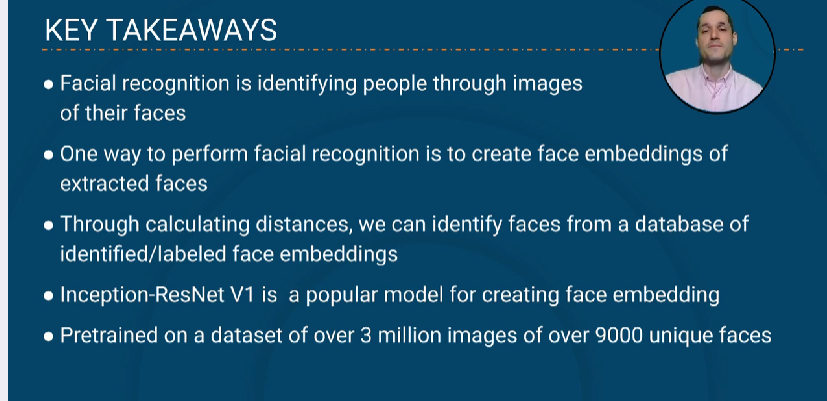 KEY TAKEAWAYS
● Facial recognition is identifying people through images
of their faces
● One way to perform facial recognition is to create face embeddings of
extracted faces
● Through calculating distances, we can identify faces from a database of
identified/labeled face embeddings
● Inception-ResNet V1 is  a popular model for creating face embedding
● Pretrained on a dataset of over 3 million images of over 9000 unique faces